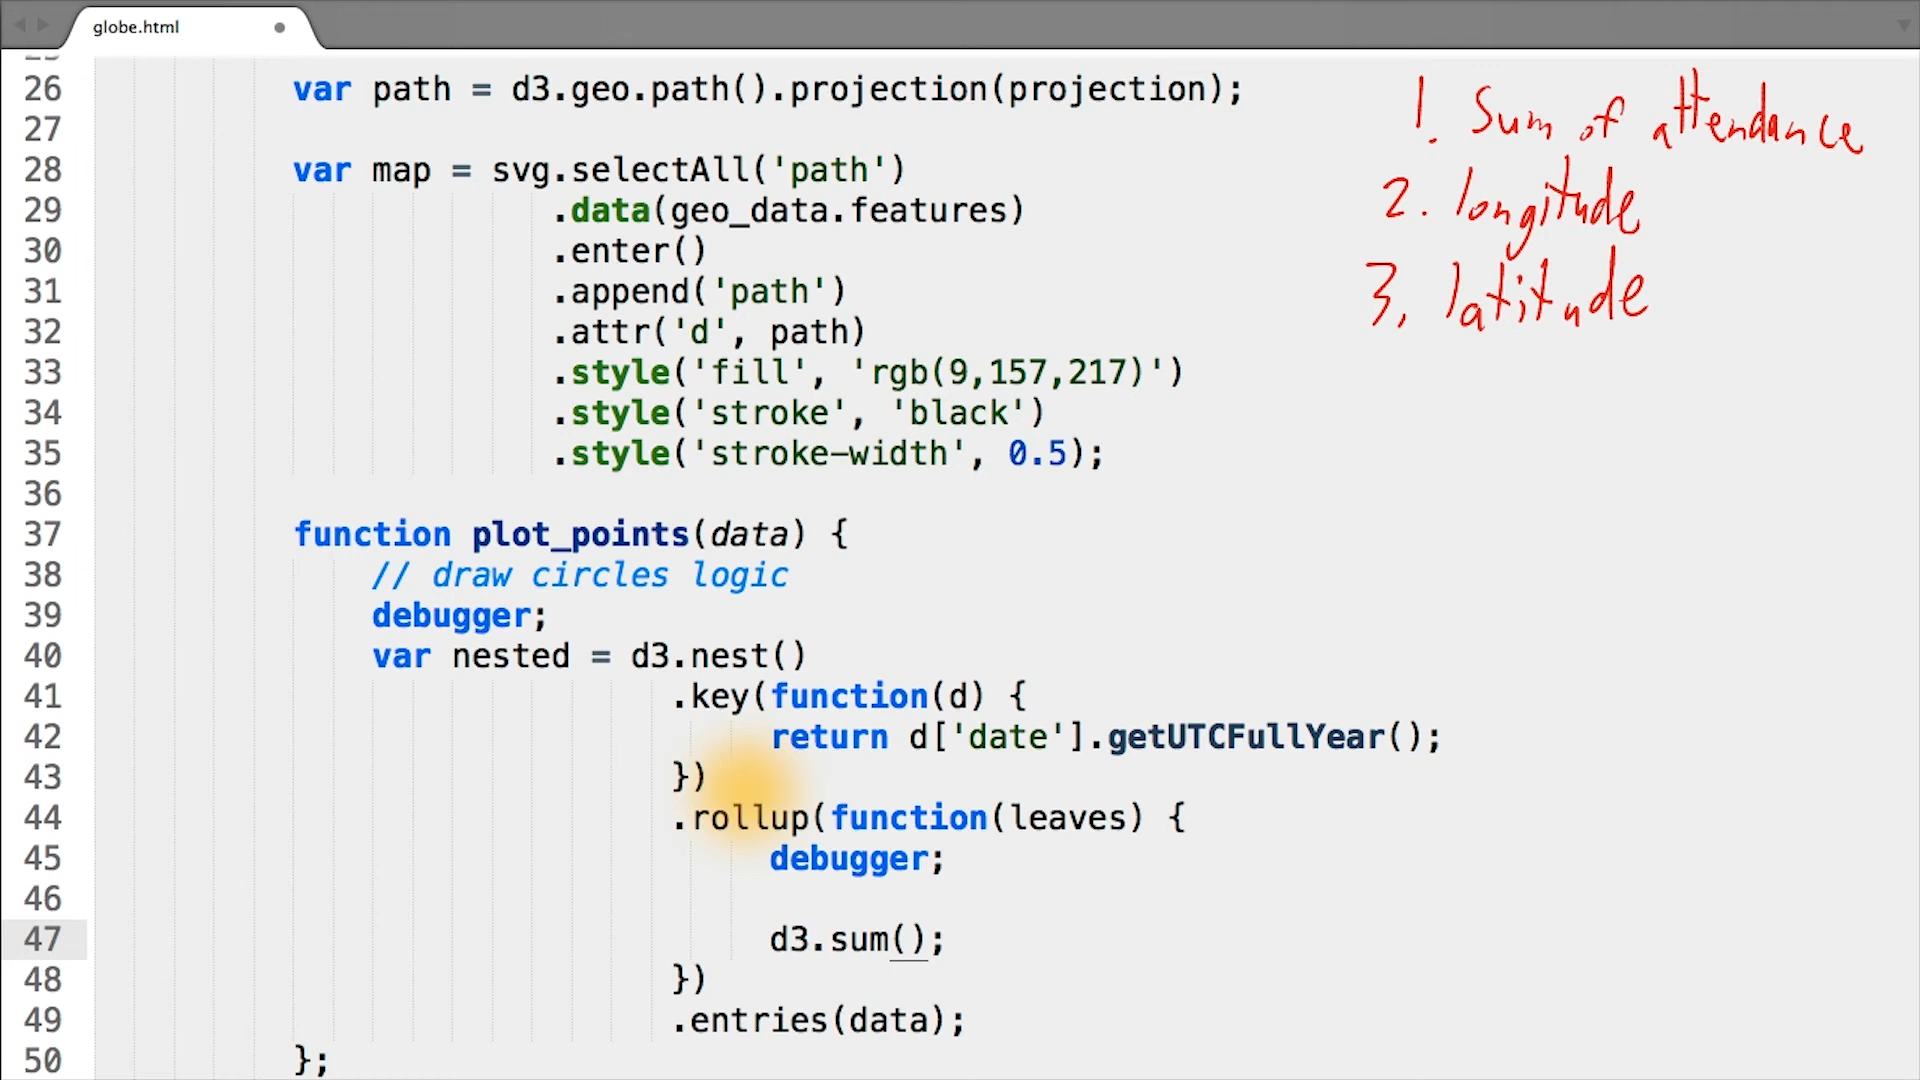 globe.html
26 var path = d3.geo.path().projection(projection);
27
28 var map = svg.selectAll('path')
29 .data(geo_data.features)
30 .enter()
31 .append('path')
32 .attr('d', path)
33 .style('fill', 'rgb(9,157,217)')
34 .style('stroke', 'black')
35 .style('stroke-width', 0.5);
36
37 function plot_points(data) {
38 // draw circles logic
39 debugger;
40 var nested = d3.nest()
41 .key(function(d) {
42 return d['date'].getUTCFullYear();
43 })
44 .rollup(function(leaves) {
45 debugger;
46
47 d3.sum();
48 })
49 .entries(data);
50 };
1. Sum of attendance
2. longitude
3, latitude